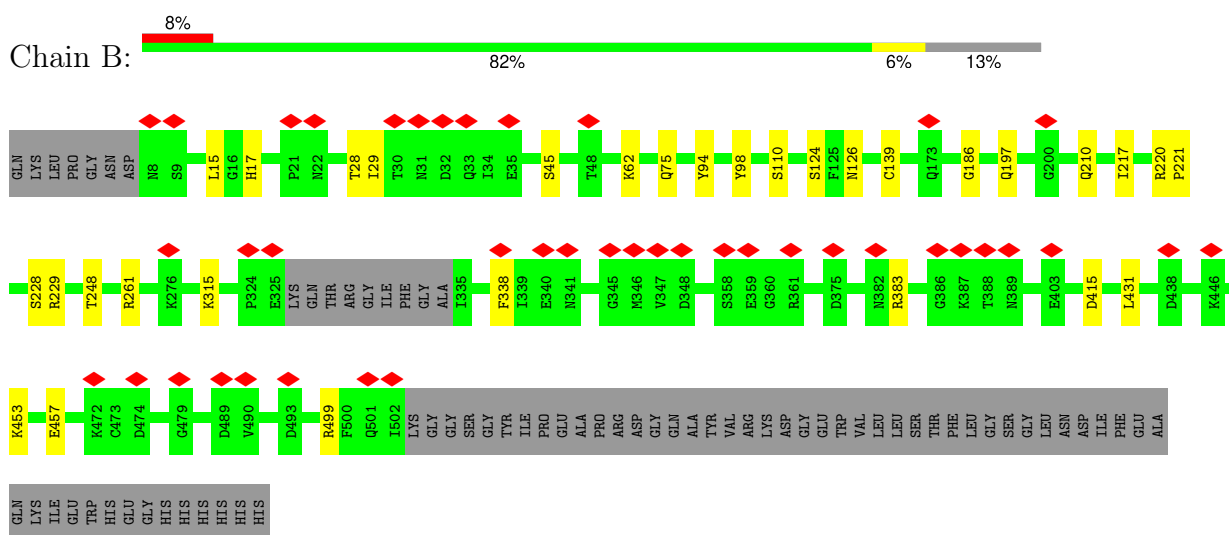 8%
Chain B:
82% 6% 13%
GLN LYS LEU PRO GLY ASN ASP N8 S9 L15 G16 H17 P21 N22 T28 I29 T30 N31 D32 Q33 I34 E35 S45 T48 K62 Q75 Y94 Y98 S110 S124 F125 N126 C139 Q173 G186 Q197 G200 Q210 I217 R220 P221
S228 R229 T248 R261 K276 K315 P324 E325 LYS GLN THR ARG GLY ILE PHE GLY ALA I335 F338 I339 E340 N341 G345 M346 V347 D348 S358 E359 G360 R361 D375 N382 R383 G386 K387 T388 N389 E403 D415 L431 D438 K446
K453 E457 K472 C473 D474 G479 D489 V490 D493 R499 F500 Q501 I502 LYS GLY GLY SER GLY TYR ILE PRO GLU ALA PRO ARG ASP GLY GLN ALA TYR VAL ARG LYS ASP GLY GLU TRP VAL LEU LEU SER THR PHE LEU GLY SER GLY LEU ASN ASP ILE PHE GLU ALA
GLN LYS ILE GLU TRP HIS GLU GLY HIS HIS HIS HIS HIS HIS